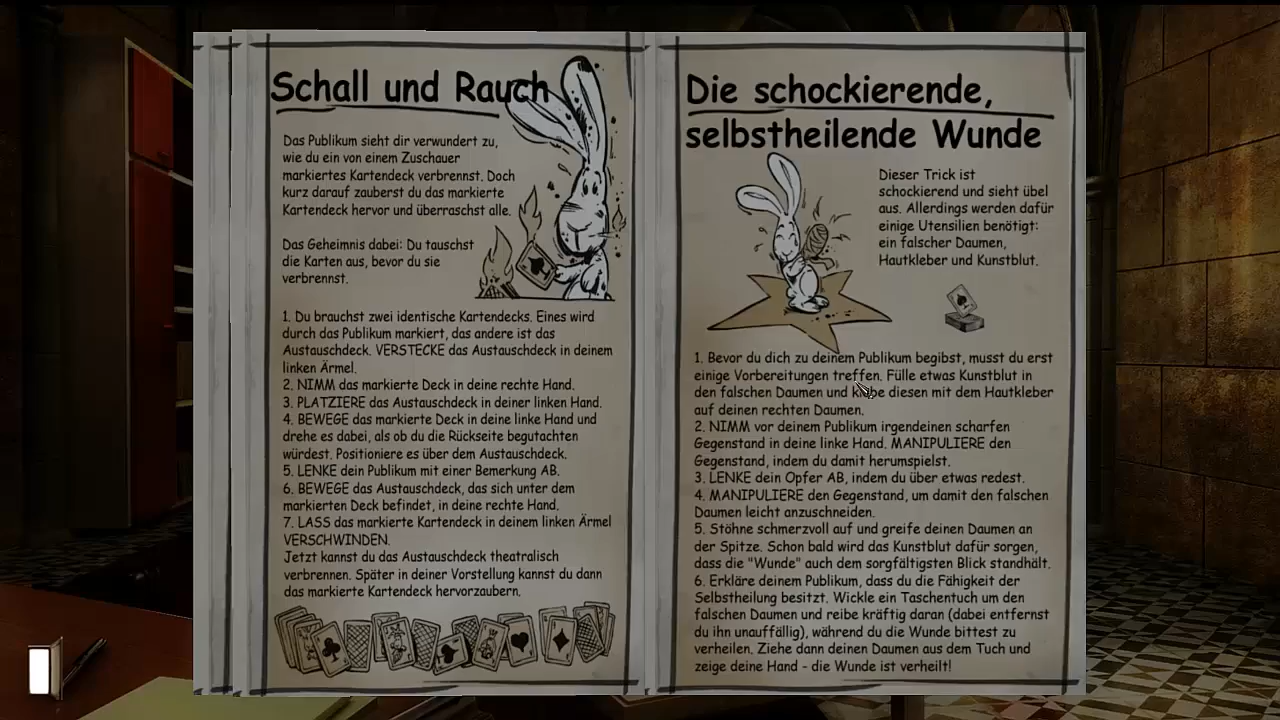 Schall und Rauch
Das Publikum sieht dir verwundert zu,
wie du ein von einem Zuschauer
markiertes Kartendeck verbrennst. Doch
kurz darauf zauberst du das markierte
Kartendeck hervor und überraschst alle.
Das Geheimnis dabei: Du tauschst
die Karten aus, bevor du sie
verbrennst.
1. Du brauchst zwei identische Kartendecks. Eines wird
durch das Publikum markiert, das andere ist das
Austauschdeck. VERSTECKE das Austauschdeck in deinem
linken Ärmel.
2. NIMM das markierte Deck in deine rechte Hand.
3. PLATZIERE das Austauschdeck in deiner linken Hand.
4. BEWEGE das markierte Deck in deine linke Hand und
drehe es dabei, als ob du die Rückseite begutachten
würdest. Positioniere es über dem Austauschdeck.
5. LENKE dein Publikum mit einer Bemerkung AB.
6. BEWEGE das Austauschdeck, das sich unter dem
markierten Deck befindet, in deine rechte Hand.
7. LASS das markierte Kartendeck in deinem linken Ärmel
VERSCHWINDEN.
Jetzt kannst du das Austauschdeck theatralisch
verbrennen. Später in deiner Vorstellung kannst du dann
das markierte Kartendeck hervorzaubern.
Die schockierende,
selbstheilende Wunde
Dieser Trick ist
schockierend und sieht übel
aus. Allerdings werden dafür
einige Utensilien benötigt:
ein falscher Daumen,
Hautkleber und Kunstblut.
1. Bevor du dich zu deinem Publikum begibst, musst du erst
einige Vorbereitungen treffen. Fülle etwas Kunstblut in
den falschen Daumen und klebe diesen mit dem Hautkleber
auf deinen rechten Daumen.
2. NIMM vor deinem Publikum irgendeinen scharfen
Gegenstand in deine linke Hand. MANIPULIERE den
Gegenstand, indem du damit herumspielst.
3. LENKE dein Opfer AB, indem du über etwas redest.
4. MANIPULIERE den Gegenstand, um damit den falschen
Daumen leicht anzuschneiden.
5. Stöhne schmerzvoll auf und greife deinen Daumen an
der Spitze. Schon bald wird das Kunstblut dafür sorgen,
dass die "Wunde" auch dem sorgfältigsten Blick standhält.
6. Erkläre deinem Publikum, dass du die Fähigkeit der
Selbstheilung besitzt. Wickle ein Taschentuch um den
falschen Daumen und reibe kräftig daran (dabei entfernst
du ihn unauffällig), während du die Wunde bittest zu
verheilen. Ziehe dann deinen Daumen aus dem Tuch und
zeige deine Hand - die Wunde ist verheilt!